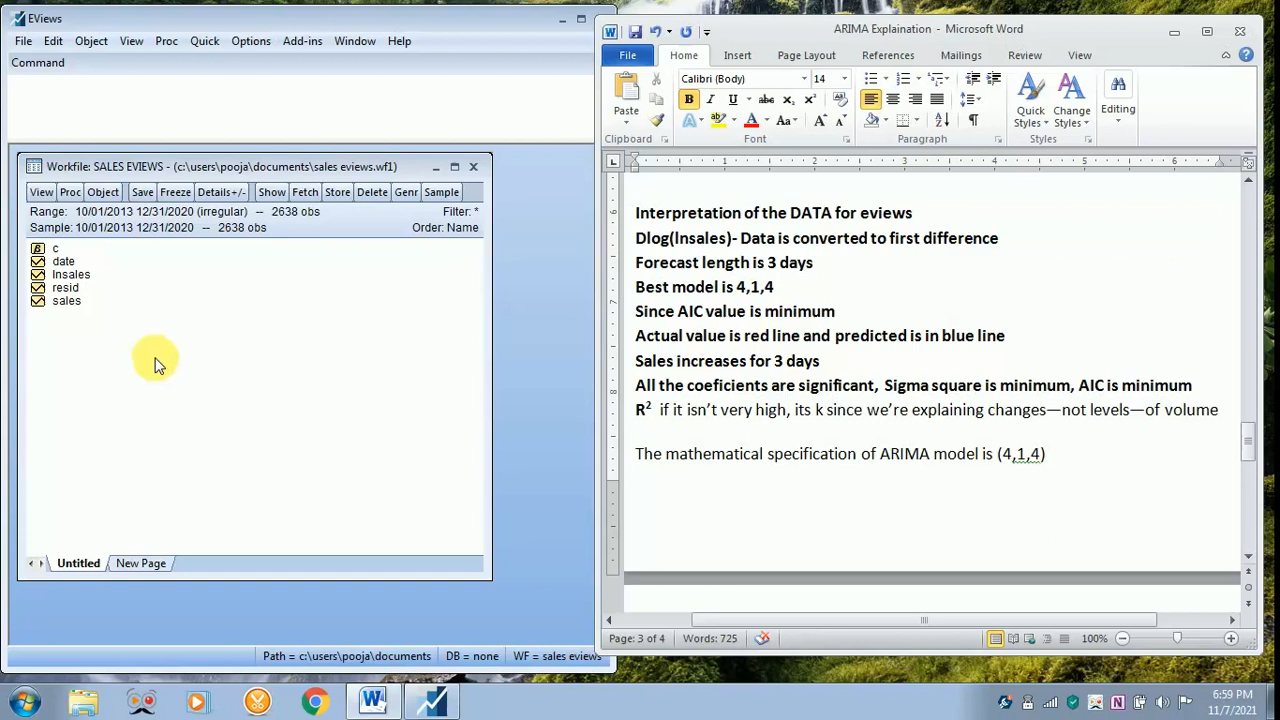 EViews
File Edit Object View Proc Quick Options Add-ins Window Help
Command
Workfile: SALES EVIEWS - (c:\users\pooja\documents\sales eviews.wf1)
View Proc Object Save Freeze Details+/- Show Fetch Store Delete Genr Sample
Range: 10/01/2013 12/31/2020 (irregular) -- 2638 obs Filter: *
Sample: 10/01/2013 12/31/2020 -- 2638 obs Order: Name
c
date
lnsales
resid
sales
Untitled New Page
Path = c:\users\pooja\documents DB = none WF = sales eviews
ARIMA Explaination - Microsoft Word
File Home Insert Page Layout References Mailings Review View
Calibri (Body) 14
Paste
Quick Styles
Change Styles
Editing
Clipboard Font Paragraph Styles
1 2 3 4 5 6
Interpretation of the DATA for eviews
Dlog(lnsales)- Data is converted to first difference
Forecast length is 3 days
Best model is 4,1,4
Since AIC value is minimum
Actual value is red line and predicted is in blue line
Sales increases for 3 days
All the coeficients are significant, Sigma square is minimum, AIC is minimum
R² if it isn't very high, its k since we're explaining changes—not levels—of volume
The mathematical specification of ARIMA model is (4,1,4)
Page: 3 of 4 Words: 725 100%
6:59 PM
11/7/2021